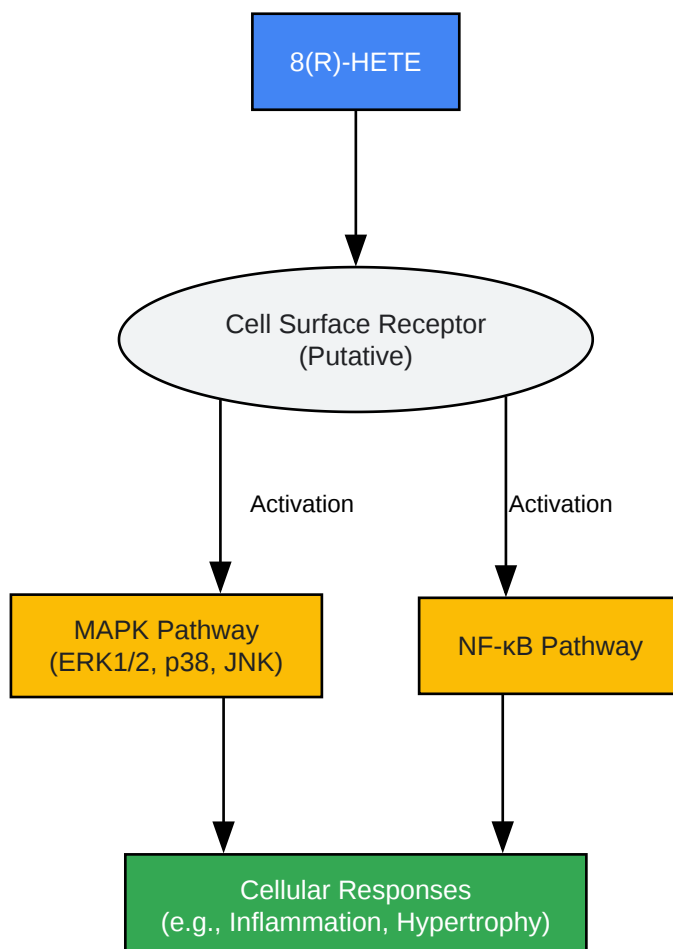 8(R)-HETE
Cell Surface Receptor
(Putative)
Activation
Activation
MAPK Pathway
(ERK1/2, p38, JNK)
NF-κB Pathway
Cellular Responses
(e.g., Inflammation, Hypertrophy)